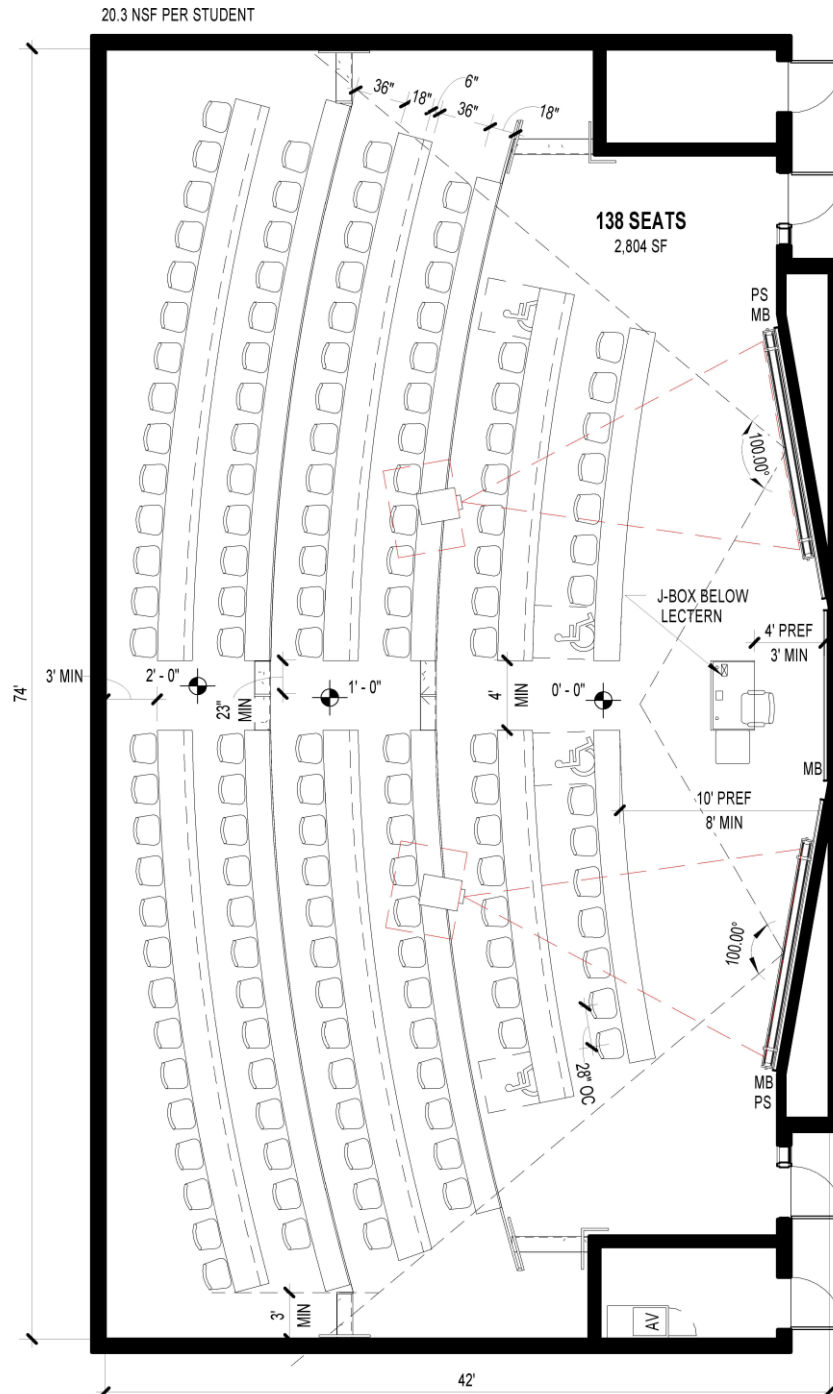 20.3 NSF PER STUDENT
36"
18"
6"
36"
18"
138 SEATS
2,804 SF
PS
MB
100.00°
J-BOX BELOW
LECTERN
4' PREF
3' MIN
3' MIN
2' - 0"
23"
MIN
1' - 0"
4'
MIN
0' - 0"
74'
MB
10' PREF
8' MIN
100.00°
28" OC
MB
PS
3'
MIN
AV
42'